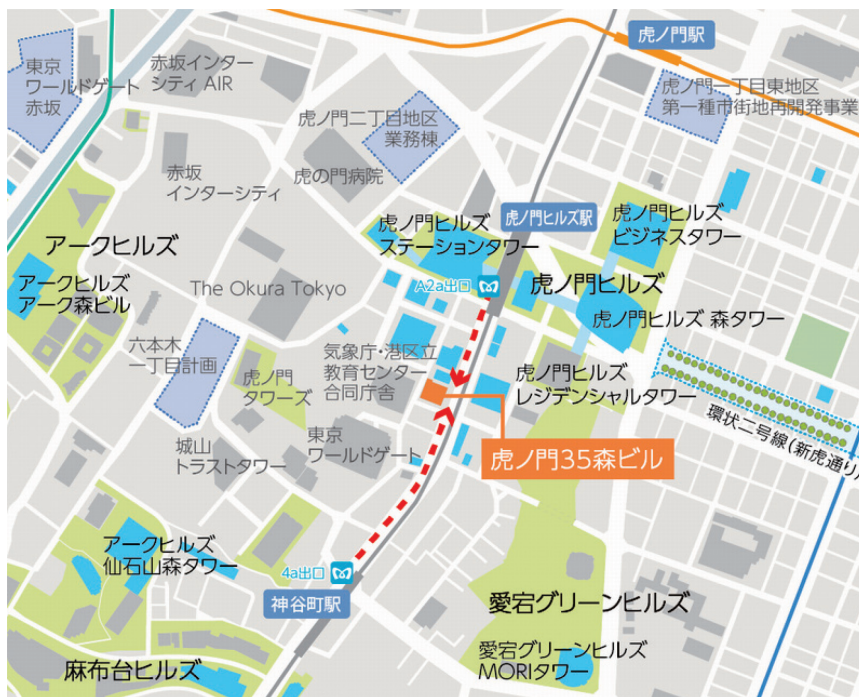 虎ノ門駅
東京
ワールドゲート
赤坂
赤坂インター
シティ AIR
虎ノ門一丁目東地区
第一種市街地再開発事業
虎ノ門二丁目地区
業務棟
虎の門病院
赤坂
インターシティ
虎ノ門ヒルズ
ステーションタワー
虎ノ門ヒルズ駅
虎ノ門ヒルズ
ビジネスタワー
アークヒルズ
アークヒルズ
アーク森ビル
The Okura Tokyo
A2a出口
虎ノ門ヒルズ
虎ノ門ヒルズ 森タワー
六本木
一丁目計画
虎ノ門
タワーズ
気象庁・港区立
教育センター
合同庁舎
虎ノ門ヒルズ
レジデンシャルタワー
環状二号線(新虎通り)
城山
トラストタワー
東京
ワールドゲート
虎ノ門35森ビル
アークヒルズ
仙石山森タワー
4a出口
神谷町駅
愛宕グリーンヒルズ
麻布台ヒルズ
愛宕グリーンヒルズ
MORIタワー